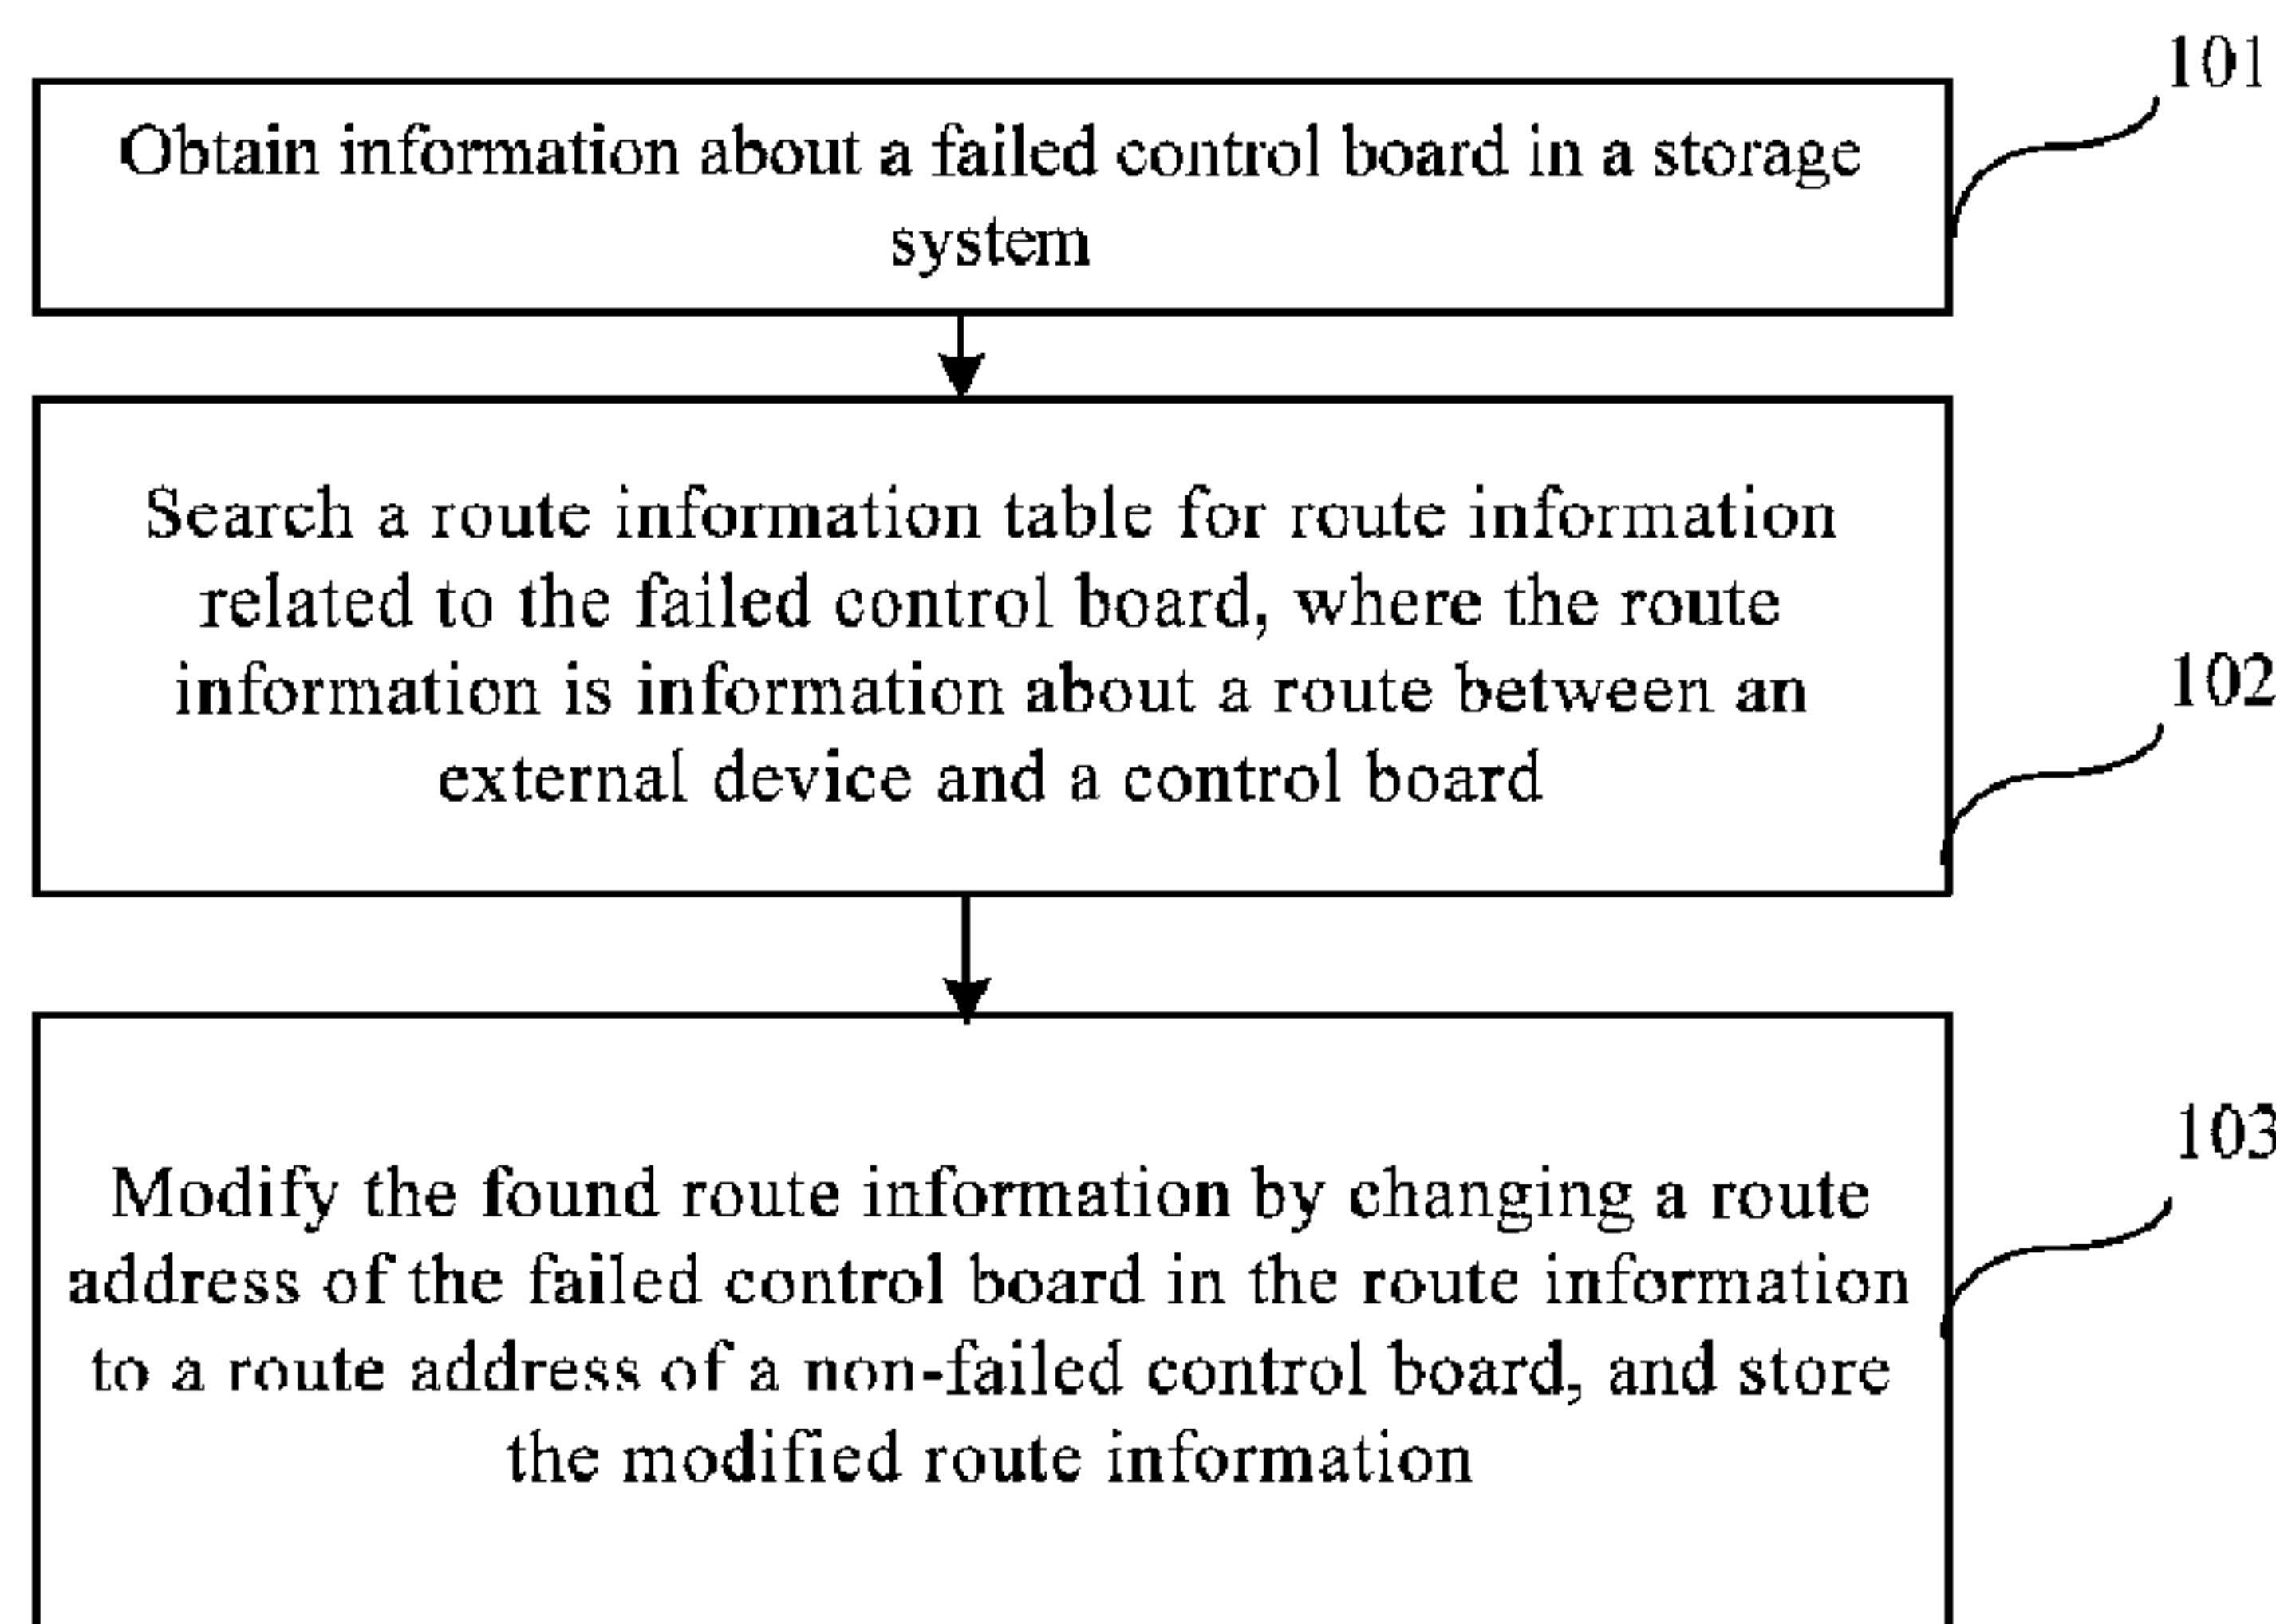 101
Obtain information about a failed control board in a storage
system
Search a route information table for route information
related to the failed control board, where the route
information is information about a route between an
external device and a control board
102
103
Modify the found route information by changing a route
address of the failed control board in the route information
to a route address of a non-failed control board, and store
the modified route information